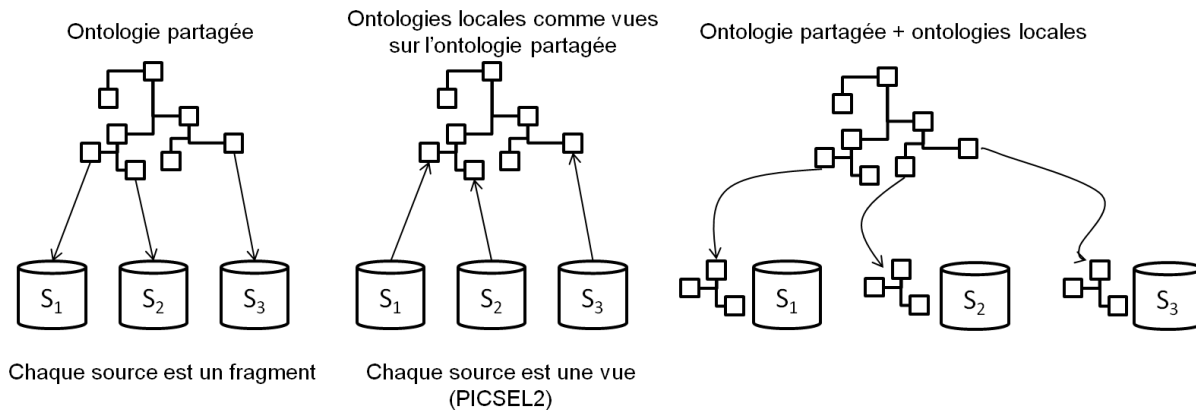 Ontologie partagée
Ontologies locales comme vues
sur l'ontologie partagée
Ontologie partagée + ontologies locales
S1
S2
S3
S1
S2
S3
S1
S2
S3
Chaque source est un fragment
Chaque source est une vue
(PICSEL2)